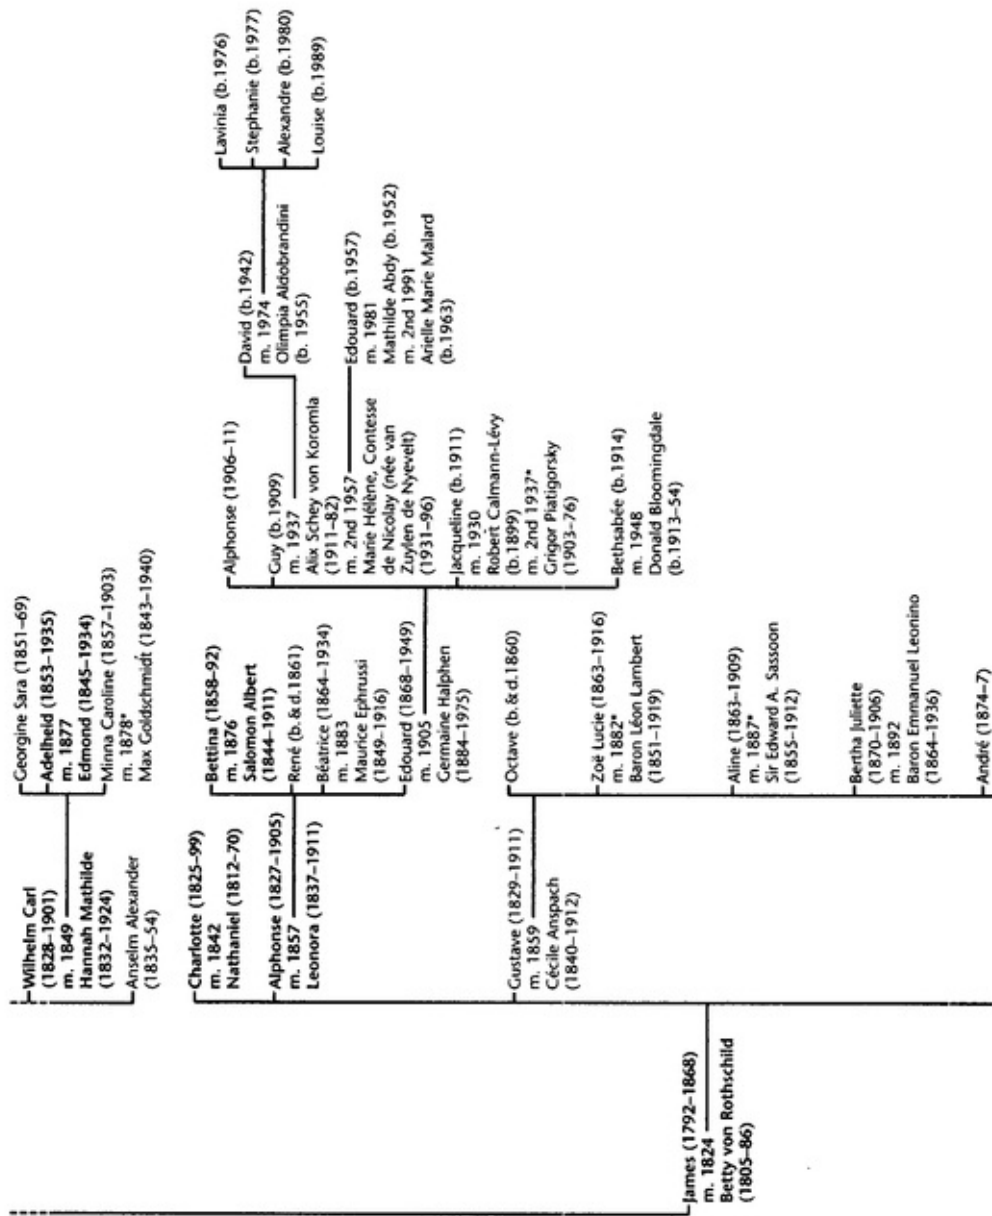 James (1792–1868)
m. 1824
Betty von Rothschild
(1805–86)
Wilhelm Carl
(1828–1901)
m. 1849
Hannah Mathilde
(1832–1924)
Anselm Alexander
(1835–54)
Charlotte (1825–99)
m. 1842
Nathaniel (1812–70)
Alphonse (1827–1905)
m. 1857
Leonora (1837–1911)
Gustave (1829–1911)
m. 1859
Cécile Anspach
(1840–1912)
Georgine Sara (1851–69)
Adelheid (1853–1935)
m. 1877
Edmond (1845–1934)
Minna Caroline (1857–1903)
m. 1878*
Max Goldschmidt (1843–1940)
Bettina (1858–92)
m. 1876
Salomon Albert
(1844–1911)
René (b. & d.1861)
Béatrice (1864–1934)
m. 1883
Maurice Ephrussi
(1849–1916)
Edouard (1868–1949)
m. 1905
Germaine Halphen
(1884–1975)
Octave (b. & d.1860)
Zoë Lucie (1863–1916)
m. 1882*
Baron Léon Lambert
(1851–1919)
Aline (1863–1909)
m. 1887*
Sir Edward A. Sassoon
(1855–1912)
Bertha Juliette
(1870–1906)
m. 1892
Baron Emmanuel Leonino
(1864–1936)
André (1874–7)
Alphonse (1906–11)
Guy (b.1909)
m. 1937
Alix Schey von Koromla
(1911–82)
m. 2nd 1957
Marie Hélène, Contesse
de Nicolay (née van
Zuylen de Nyevelt)
(1931–96)
Jacqueline (b.1911)
m. 1930
Robert Calmann-Lévy
(b.1899)
m. 2nd 1937*
Grigor Piatigorsky
(1903–76)
Bethsabée (b.1914)
m. 1948
Donald Bloomingdale
(b.1913–54)
David (b.1942)
m. 1974
Olimpia Aldobrandini
(b. 1955)
Edouard (b.1957)
m. 1981
Mathilde Abdy (b.1952)
m. 2nd 1991
Arielle Marie Malard
(b.1963)
Lavinia (b.1976)
Stephanie (b.1977)
Alexandre (b.1980)
Louise (b.1989)